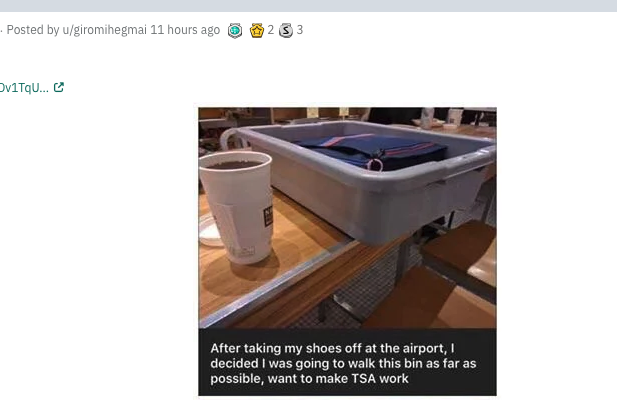 · Posted by u/giromihegmai 11 hours ago 2 3
Ov1TqU...
After taking my shoes off at the airport, I
decided I was going to walk this bin as far as
possible, want to make TSA work